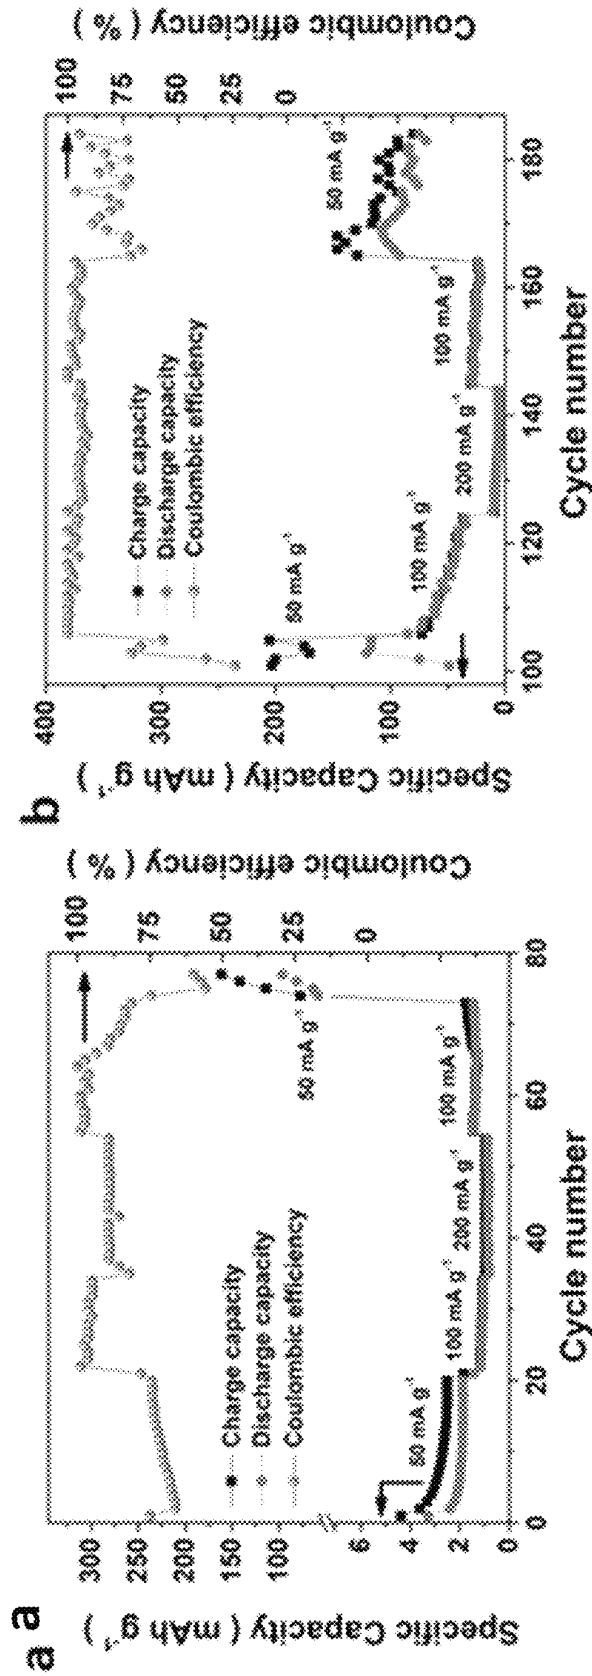 a
a
Specific Capacity ( mAh g⁻¹ )
300
200
150
100
6
4
2
0
Charge capacity
Discharge capacity
Coulombic efficiency
50 mA g⁻¹
100 mA g⁻¹
200 mA g⁻¹
100 mA g⁻¹
50 mA g⁻¹
0
20
40
60
80
Cycle number
100
75
50
25
0
Coulombic efficiency ( % )
b
Specific Capacity ( mAh g⁻¹ )
400
300
200
100
0
Charge capacity
Discharge capacity
Coulombic efficiency
50 mA g⁻¹
100 mA g⁻¹
200 mA g⁻¹
100 mA g⁻¹
50 mA g⁻¹
100
120
140
160
180
Cycle number
100
75
50
25
0
Coulombic efficiency ( % )